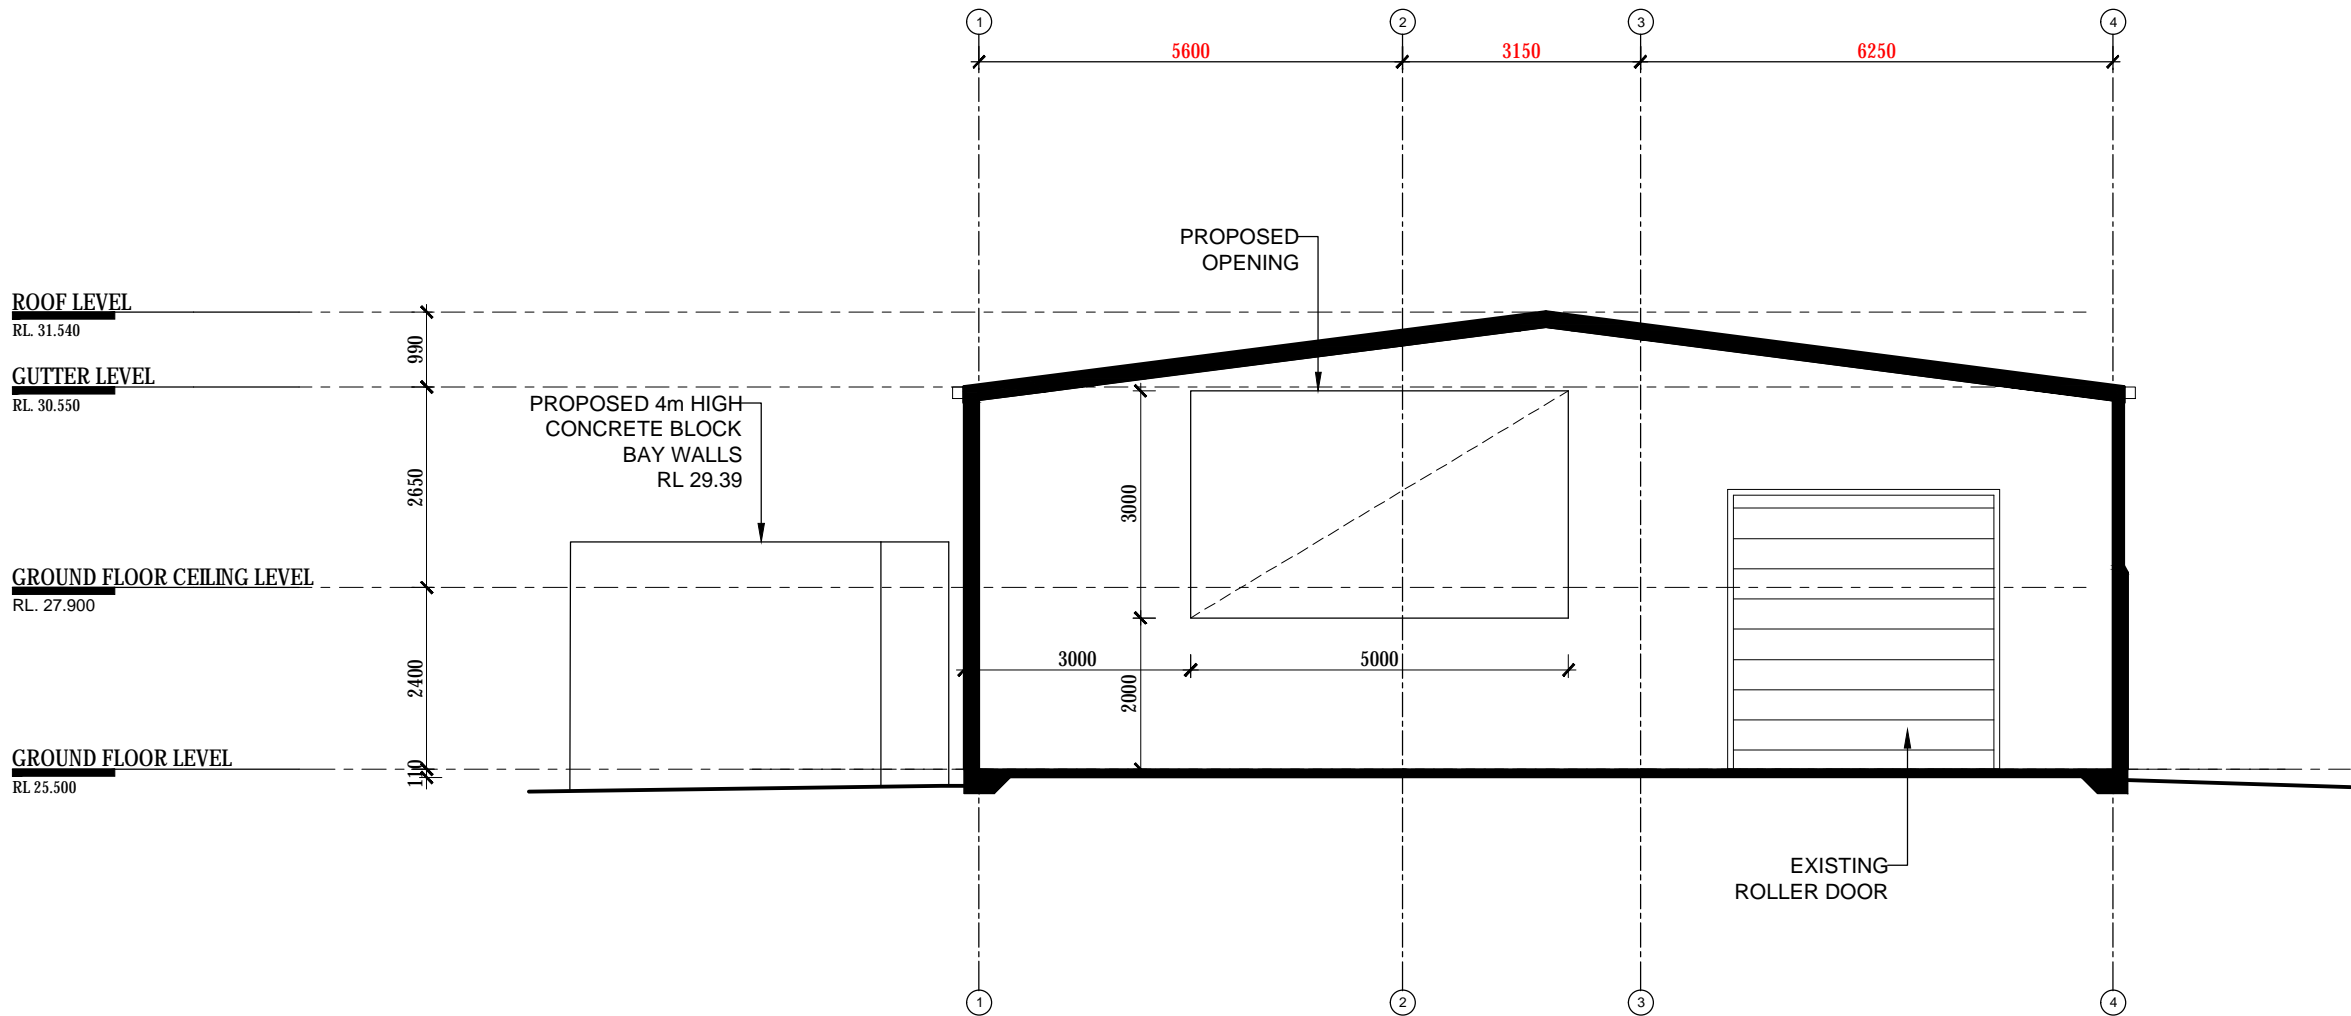 1
2
3
4
5600
3150
6250
PROPOSED
OPENING
ROOF LEVEL
RL. 31.540
990
GUTTER LEVEL
RL. 30.550
PROPOSED 4m HIGH
CONCRETE BLOCK
BAY WALLS
RL 29.39
2650
3000
GROUND FLOOR CEILING LEVEL
RL. 27.900
2400
3000
5000
2000
GROUND FLOOR LEVEL
RL 25.500
110
EXISTING
ROLLER DOOR
1
2
3
4